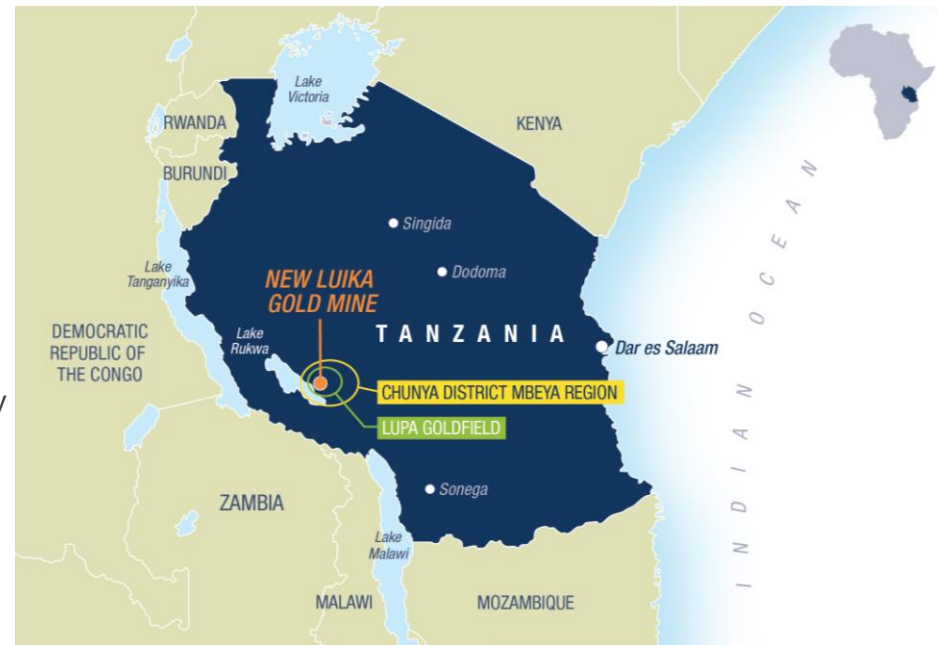 Lake
Victoria
RWANDA
KENYA
BURUNDI
Singida
Lake
Tanganyika
Dodoma
NEW LUIKA
GOLD MINE
DEMOCRATIC
REPUBLIC OF
THE CONGO
Lake
Rukwa
TANZANIA
Dar es Salaam
CHUNYA DISTRICT MBEYA REGION
LUPA GOLDFIELD
Sonega
ZAMBIA
Lake
Malawi
MALAWI
MOZAMBIQUE
INDIAN OCEAN
y